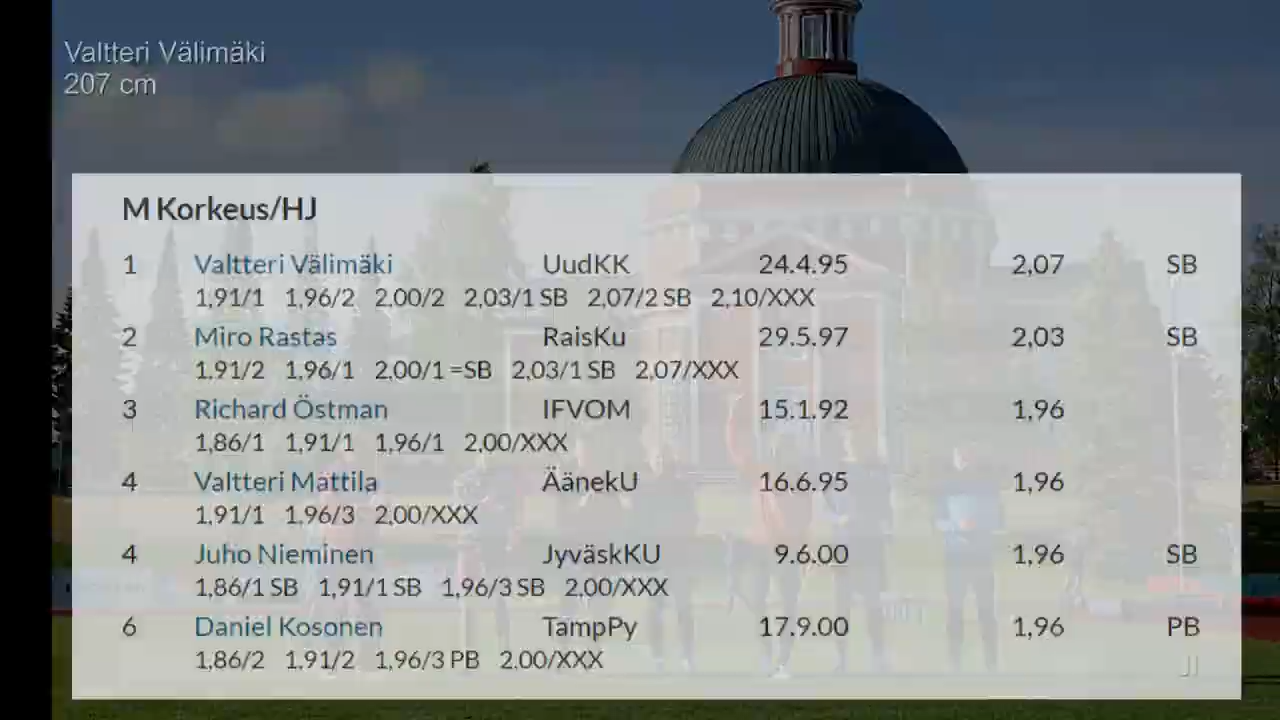 Valtteri Välimäki
207 cm
M Korkeus/HJ
1 Valtteri Välimäki UudKK 24.4.95 2,07 SB
1,91/1 1,96/2 2,00/2 2,03/1 SB 2,07/2 SB 2,10/XXX
2 Miro Rastas RaisKu 29.5.97 2,03 SB
1,91/2 1,96/1 2,00/1 =SB 2,03/1 SB 2,07/XXX
3 Richard Östman IFVOM 15.1.92 1,96
1,86/1 1,91/1 1,96/1 2,00/XXX
4 Valtteri Mattila ÄänekU 16.6.95 1,96
1,91/1 1,96/3 2,00/XXX
4 Juho Nieminen JyväskKU 9.6.00 1,96 SB
1,86/1 SB 1,91/1 SB 1,96/3 SB 2,00/XXX
6 Daniel Kosonen TampPy 17.9.00 1,96 PB
1,86/2 1,91/2 1,96/3 PB 2,00/XXX